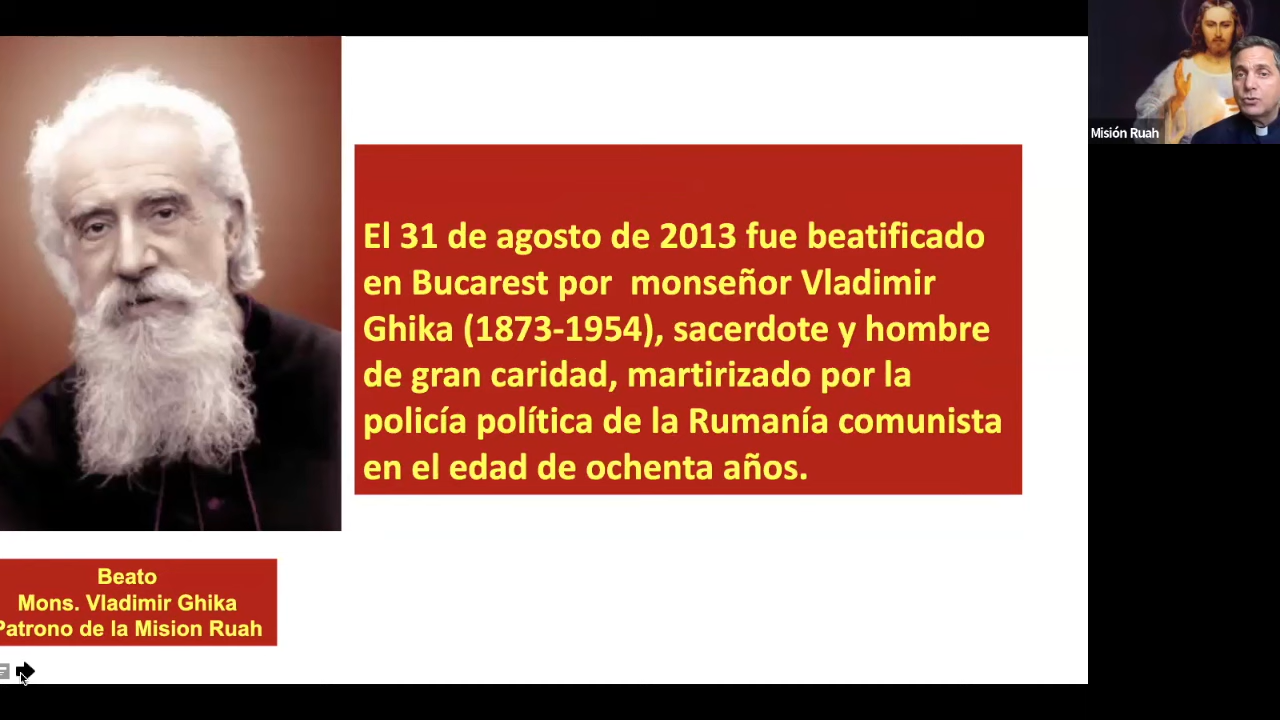 Misión Ruah
El 31 de agosto de 2013 fue beatificado
en Bucarest por monseñor Vladimir
Ghika (1873-1954), sacerdote y hombre
de gran caridad, martirizado por la
policía política de la Rumanía comunista
en el edad de ochenta años.
Beato
Mons. Vladimir Ghika
Patrono de la Mision Ruah